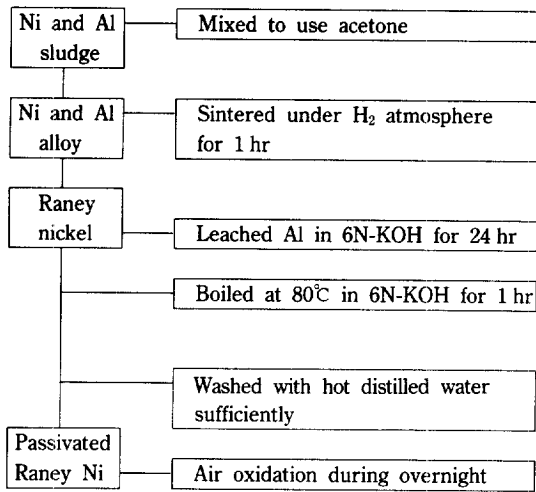 Ni and Al
sludge
Mixed to use acetone
Ni and Al
alloy
Sintered under H₂ atmosphere
for 1 hr
Raney
nickel
Leached Al in 6N-KOH for 24 hr
Boiled at 80℃ in 6N-KOH for 1 hr
Washed with hot distilled water
sufficiently
Passivated
Raney Ni
Air oxidation during overnight